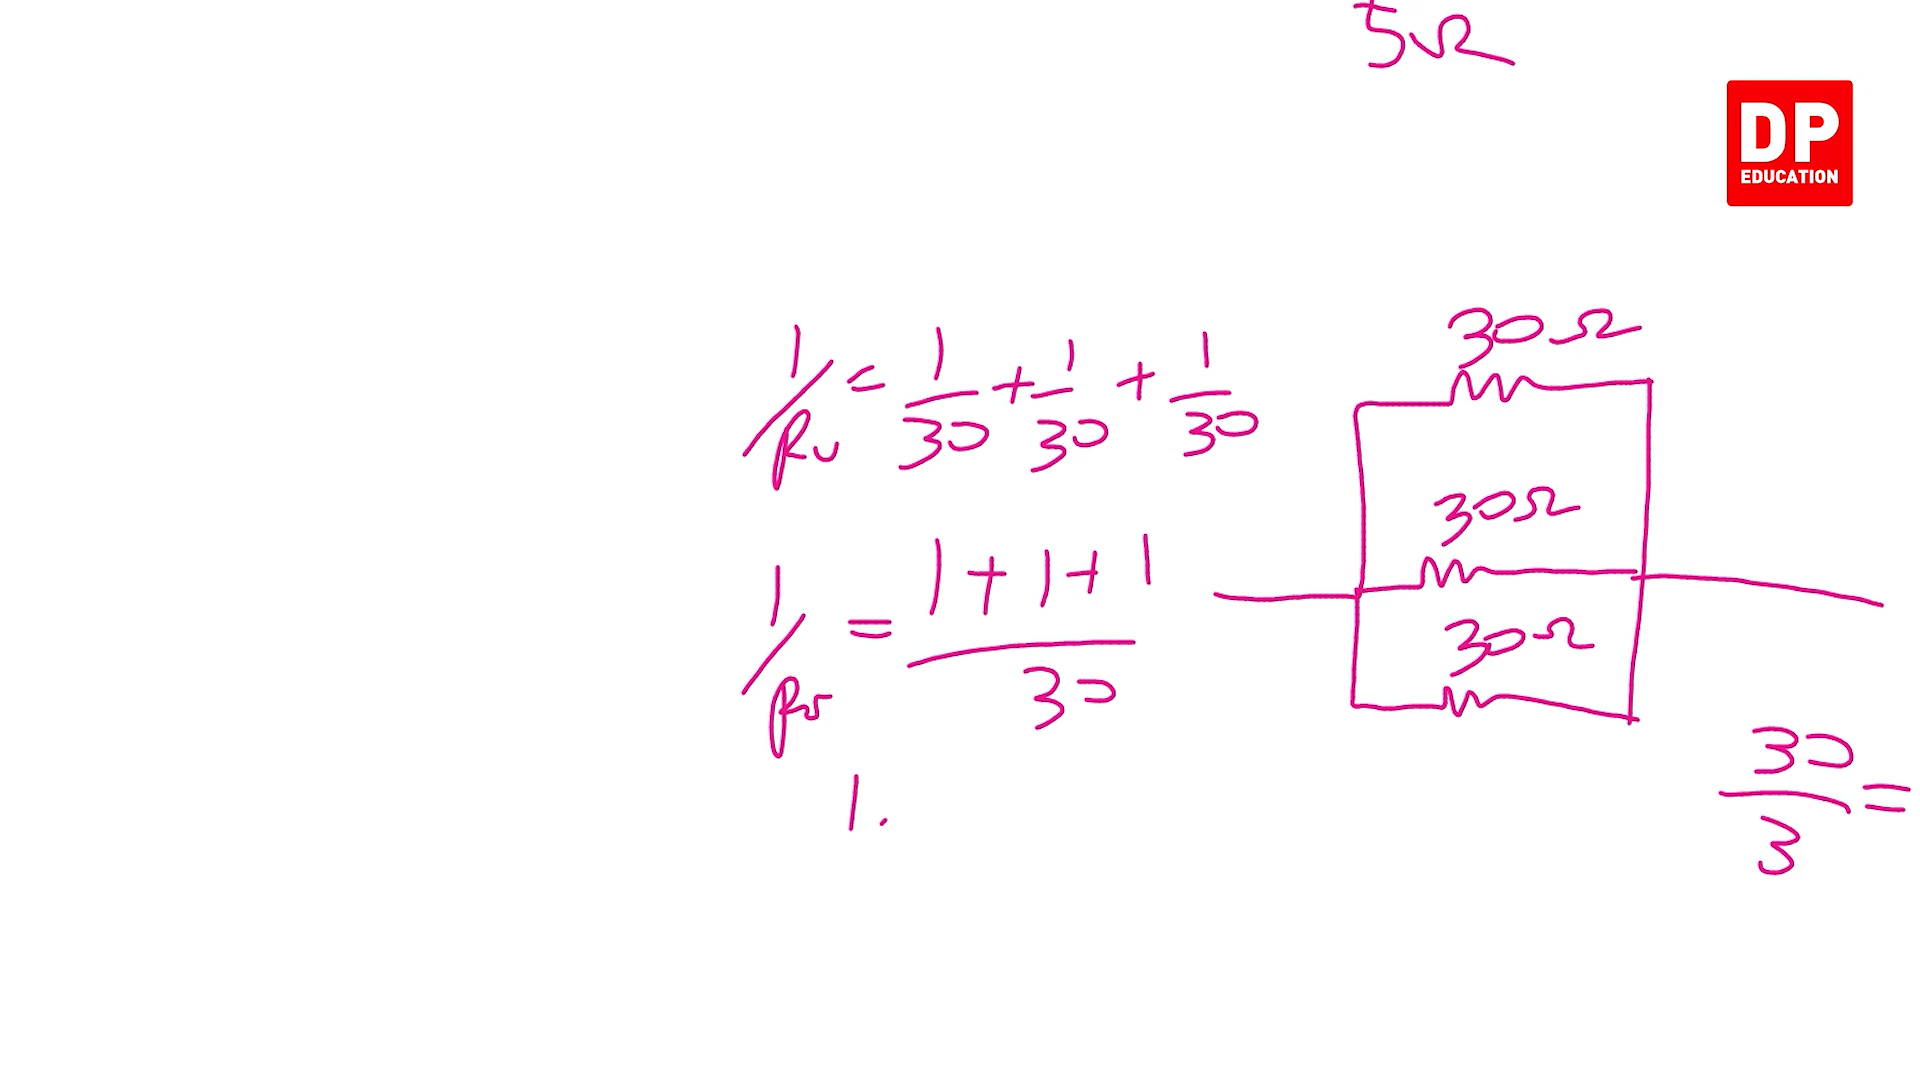 5Ω
DP
EDUCATION
30Ω
1/Ru = 1/30 + 1/30 + 1/30
30Ω
1/Rv = 1+1+1/30
30Ω
30/3 =
1.